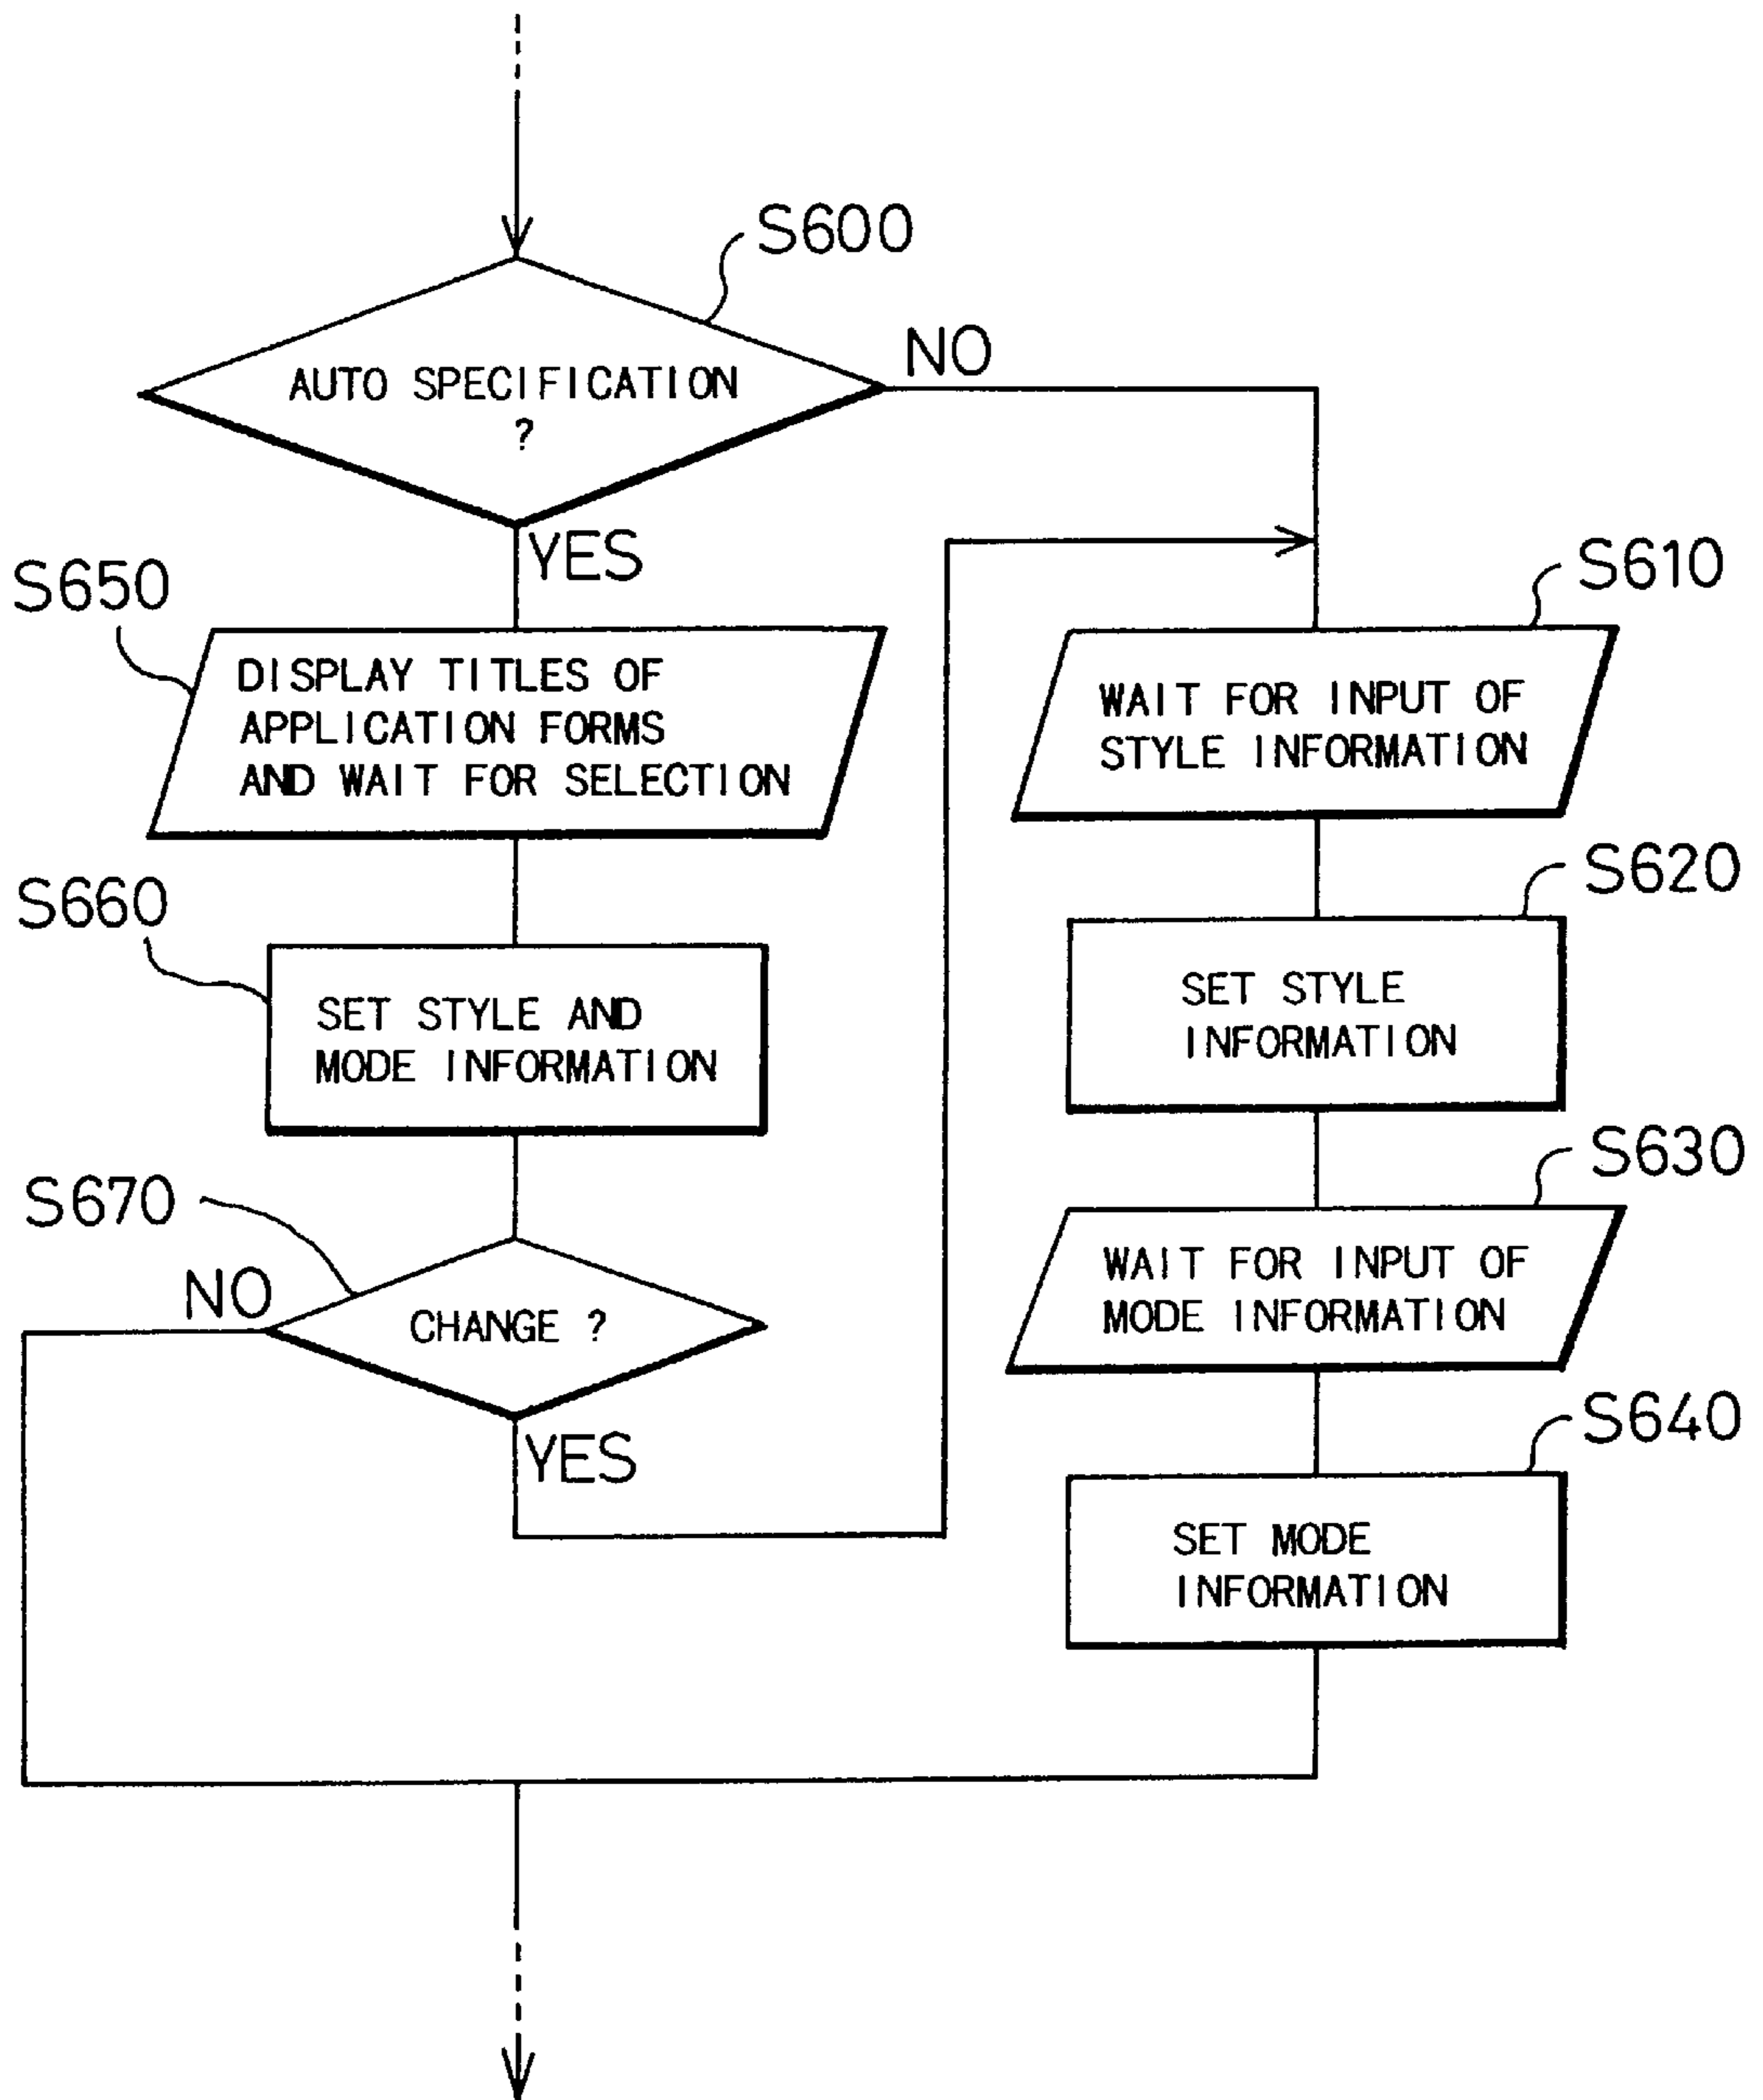 S600
AUTO SPECIFICATION
?
NO
YES
S650
DISPLAY TITLES OF
APPLICATION FORMS
AND WAIT FOR SELECTION
S660
SET STYLE AND
MODE INFORMATION
S670
NO
CHANGE ?
YES
S610
WAIT FOR INPUT OF
STYLE INFORMATION
S620
SET STYLE
INFORMATION
S630
WAIT FOR INPUT OF
MODE INFORMATION
S640
SET MODE
INFORMATION